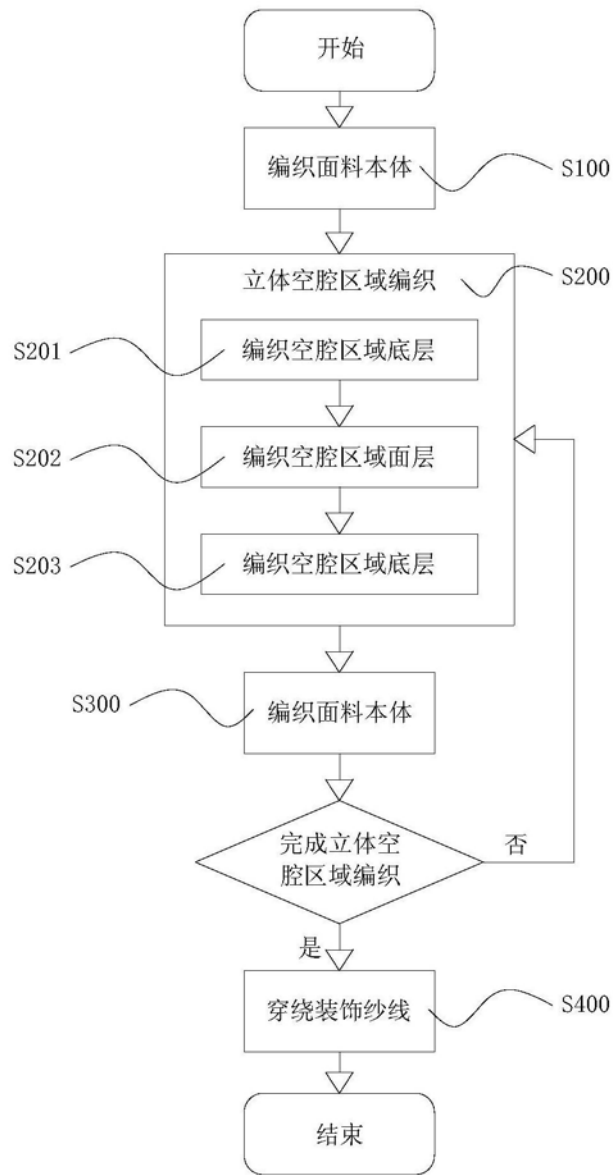 开始
编织面料本体
S100
立体空腔区域编织
S200
S201
编织空腔区域底层
S202
编织空腔区域面层
S203
编织空腔区域底层
S300
编织面料本体
完成立体空
腔区域编织
否
是
穿绕装饰纱线
S400
结束